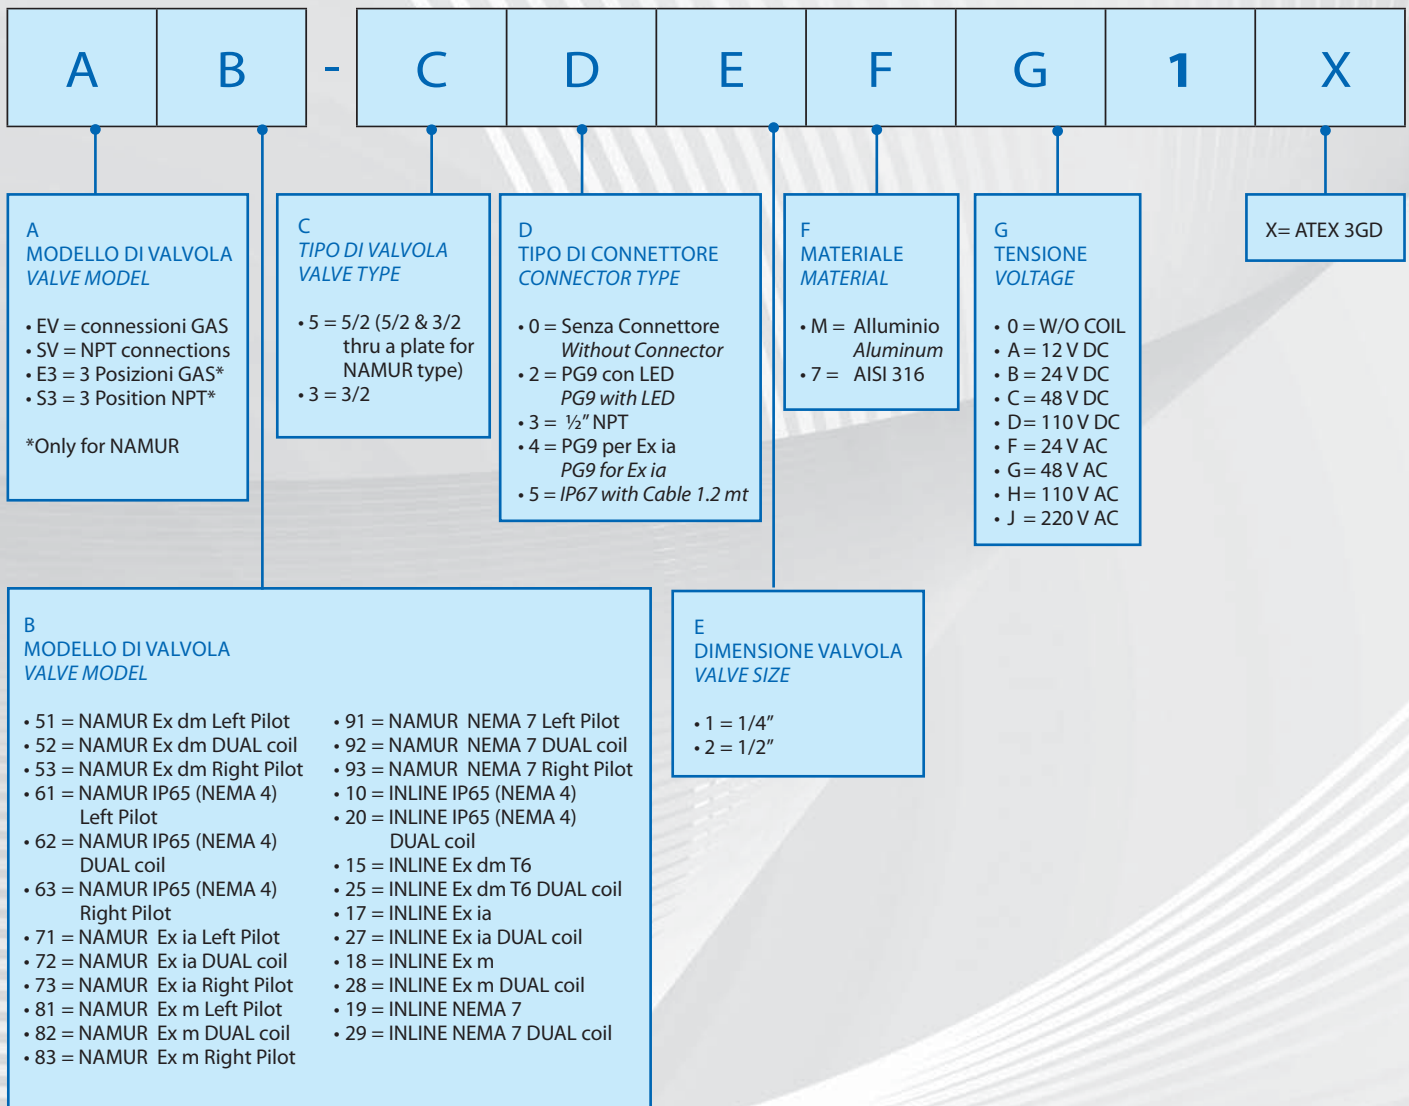 A B - C D E F G 1 X
A
MODELLO DI VALVOLA
VALVE MODEL
• EV = connessioni GAS
• SV = NPT connections
• E3 = 3 Posizioni GAS*
• S3 = 3 Position NPT*
*Only for NAMUR
C
TIPO DI VALVOLA
VALVE TYPE
• 5 = 5/2 (5/2 & 3/2
thru a plate for
NAMUR type)
• 3 = 3/2
D
TIPO DI CONNETTORE
CONNECTOR TYPE
• 0 = Senza Connettore
Without Connector
• 2 = PG9 con LED
PG9 with LED
• 3 = ½” NPT
• 4 = PG9 per Ex ia
PG9 for Ex ia
• 5 = IP67 with Cable 1.2 mt
F
MATERIALE
MATERIAL
• M = Alluminio
Aluminum
• 7 = AISI 316
G
TENSIONE
VOLTAGE
• 0 = W/O COIL
• A = 12 V DC
• B = 24 V DC
• C = 48 V DC
• D = 110 V DC
• F = 24 V AC
• G = 48 V AC
• H = 110 V AC
• J = 220 V AC
X= ATEX 3GD
B
MODELLO DI VALVOLA
VALVE MODEL
• 51 = NAMUR Ex dm Left Pilot
• 52 = NAMUR Ex dm DUAL coil
• 53 = NAMUR Ex dm Right Pilot
• 61 = NAMUR IP65 (NEMA 4)
Left Pilot
• 62 = NAMUR IP65 (NEMA 4)
DUAL coil
• 63 = NAMUR IP65 (NEMA 4)
Right Pilot
• 71 = NAMUR Ex ia Left Pilot
• 72 = NAMUR Ex ia DUAL coil
• 73 = NAMUR Ex ia Right Pilot
• 81 = NAMUR Ex m Left Pilot
• 82 = NAMUR Ex m DUAL coil
• 83 = NAMUR Ex m Right Pilot
• 91 = NAMUR NEMA 7 Left Pilot
• 92 = NAMUR NEMA 7 DUAL coil
• 93 = NAMUR NEMA 7 Right Pilot
• 10 = INLINE IP65 (NEMA 4)
• 20 = INLINE IP65 (NEMA 4)
DUAL coil
• 15 = INLINE Ex dm T6
• 25 = INLINE Ex dm T6 DUAL coil
• 17 = INLINE Ex ia
• 27 = INLINE Ex ia DUAL coil
• 18 = INLINE Ex m
• 28 = INLINE Ex m DUAL coil
• 19 = INLINE NEMA 7
• 29 = INLINE NEMA 7 DUAL coil
E
DIMENSIONE VALVOLA
VALVE SIZE
• 1 = 1/4”
• 2 = 1/2”